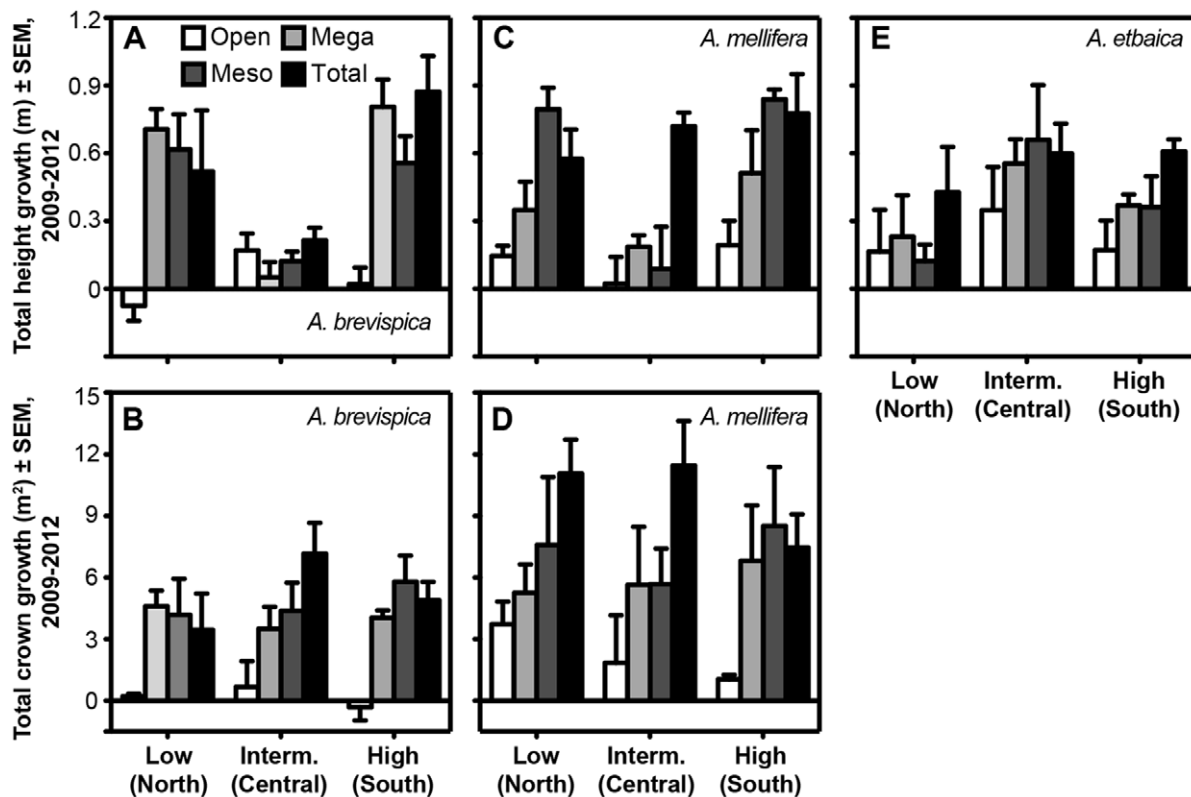 Total height growth (m) ± SEM,
2009-2012
1.2
0.9
0.6
0.3
0
A
Open
Mega
Meso
Total
A. brevispica
C
A. mellifera
E
A. etbaica
Low
(North)
Interm.
(Central)
High
(South)
Total crown growth (m²) ± SEM,
2009-2012
15
12
9
6
3
0
B
A. brevispica
D
A. mellifera
Low
(North)
Interm.
(Central)
High
(South)
Low
(North)
Interm.
(Central)
High
(South)